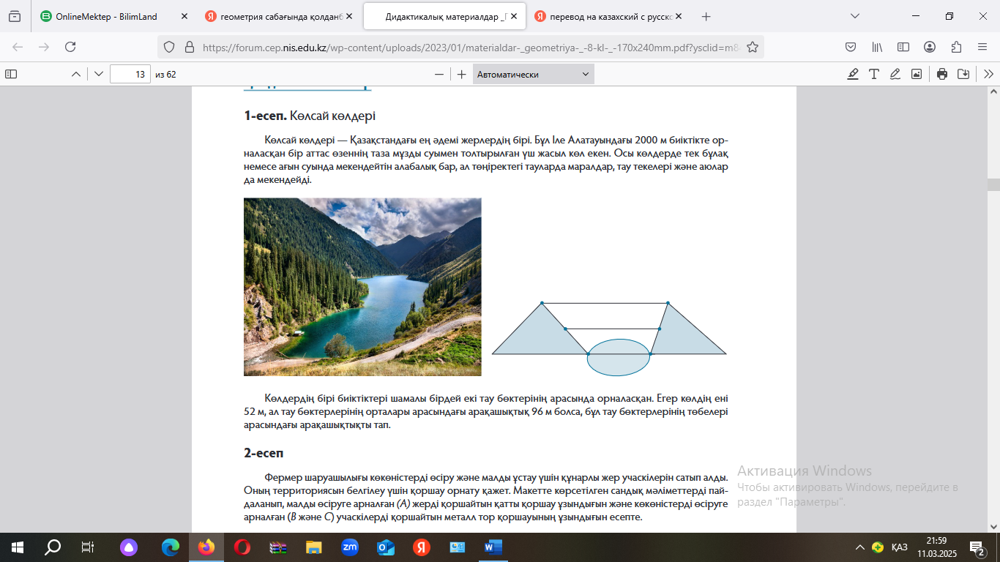 OnlineMektep - BilimLand
геометрия сабағында қолданб
Дидактикалық материалдар _Г
перевод на казахский с русско
https://forum.cep.nis.edu.kz/wp-content/uploads/2023/01/materialdar-_geometriya-_-8-kl-_-170x240mm.pdf?ysclid=m84
13 из 62
Автоматически
1-есеп. Көлсай көлдері
Көлсай көлдері — Қазақстандағы ең әдемі жерлердің бірі. Бұл Іле Алатауындағы 2000 м биіктікте ор-
наласқан бір аттас өзеннің таза мұзды суымен толтырылған үш жасыл көл екен. Осы көлдерде тек бұлақ
немесе ағын суында мекендейтін алабалық бар, ал төңіректегі тауларда маралдар, тау текелері және аюлар
да мекендейді.
Көлдердің бірі биіктіктері шамалы бірдей екі тау бөктерінің арасында орналасқан. Егер көлдің ені
52 м, ал тау бөктерлерінің орталары арасындағы арақашықтық 96 м болса, бұл тау бөктерлерінің төбелері
арасындағы арақашықтықты тап.
2-есеп
Фермер шаруашылығы көкөністерді өсіру және малды ұстау үшін құнарлы жер учаскілерін сатып алды.
Оның территориясын белгілеу үшін қоршау орнату қажет. Макетте көрсетілген сандық мәліметтерді пай-
даланып, малды өсіруге арналған (А) жерді қоршайтын қатты қоршау ұзындығын және көкөністерді өсіруге
арналған (В және С) учаскілерді қоршайтын металл тор қоршауының ұзындығын есепте.
Активация Windows
Чтобы активировать Windows, перейдите в
раздел "Параметры".
ҚАЗ
21:59
11.03.2025
2